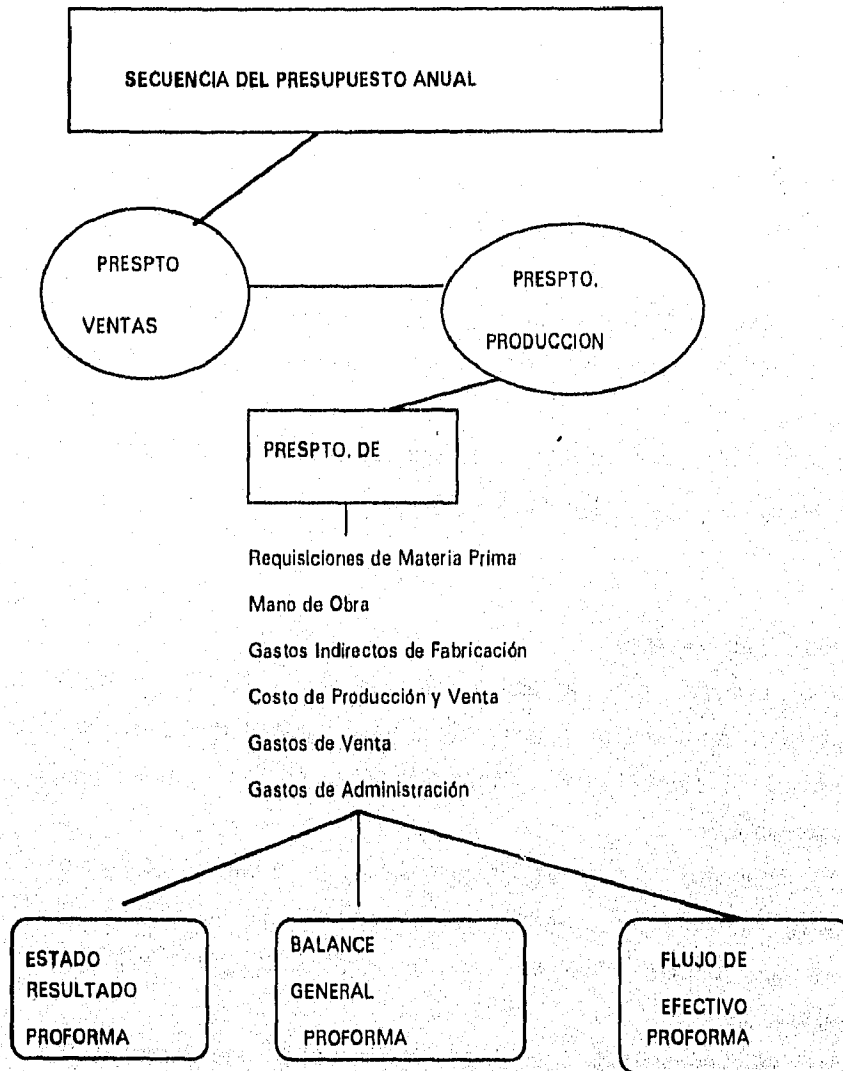 SECUENCIA DEL PRESUPUESTO ANUAL
PRESPTO
VENTAS
PRESPTO.
PRODUCCION
PRESPTO. DE
Requisiciones de Materia Prima
Mano de Obra
Gastos Indirectos de Fabricación
Costo de Producción y Venta
Gastos de Venta
Gastos de Administración
ESTADO
RESULTADO
PROFORMA
BALANCE
GENERAL
PROFORMA
FLUJO DE
EFECTIVO
PROFORMA